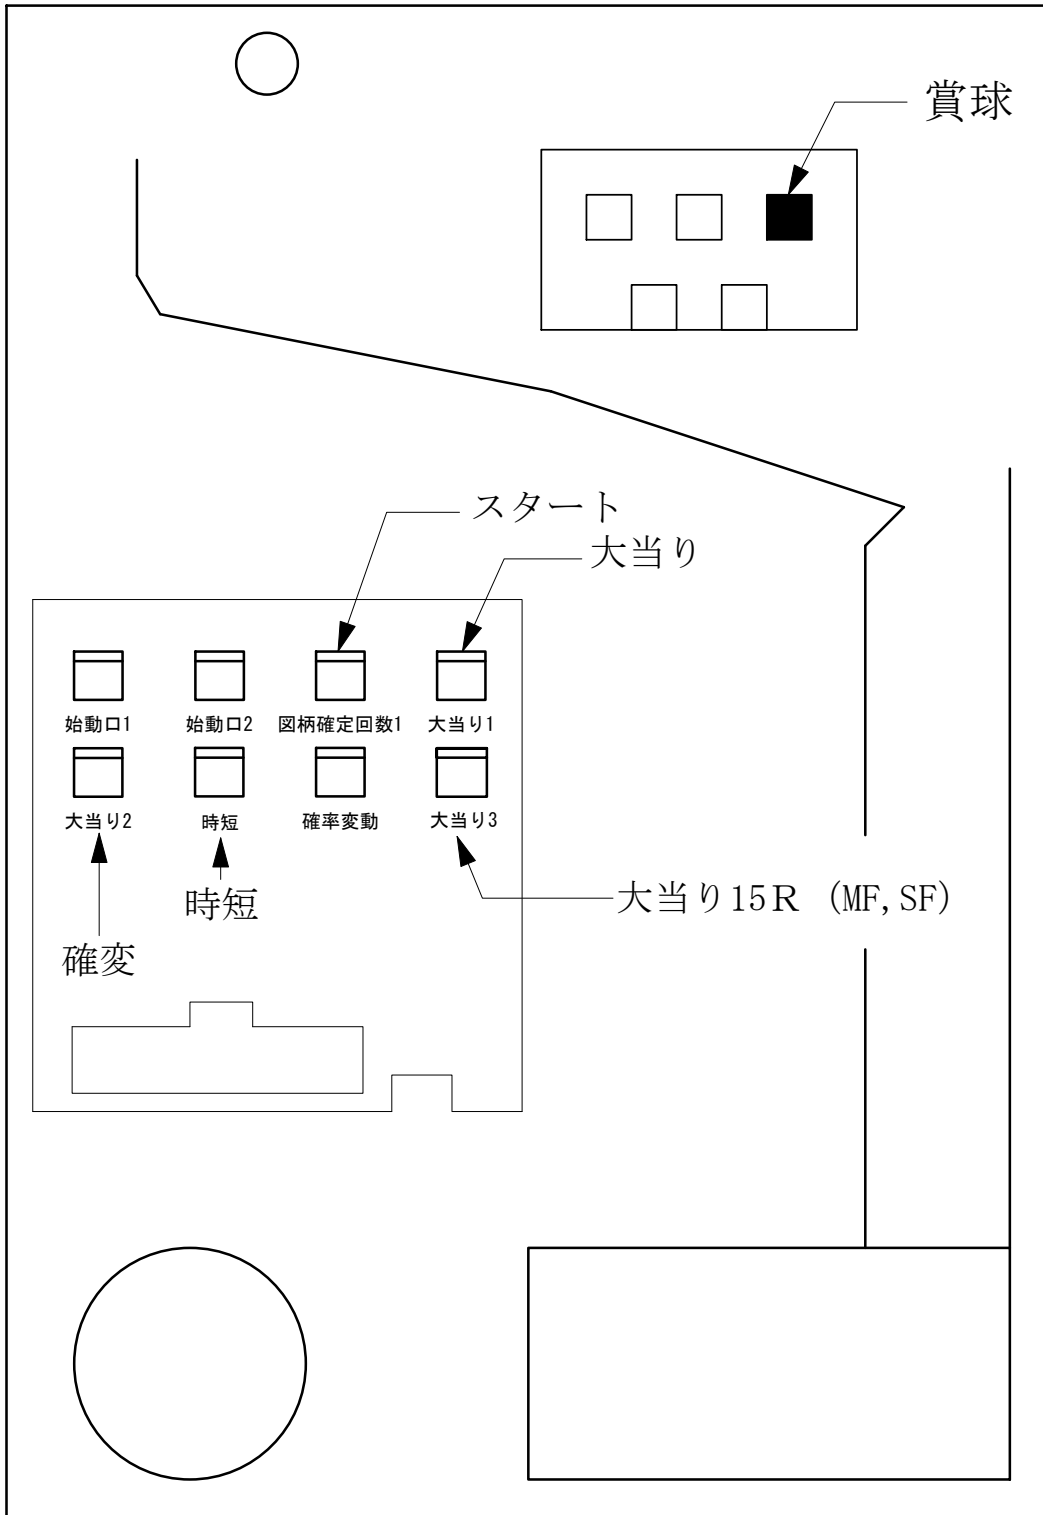 賞球
スタート
大当り
始動口1 始動口2 図柄確定回数1 大当り1
大当り2 時短 確率変動 大当り3
時短
大当り15R (MF,SF)
確変